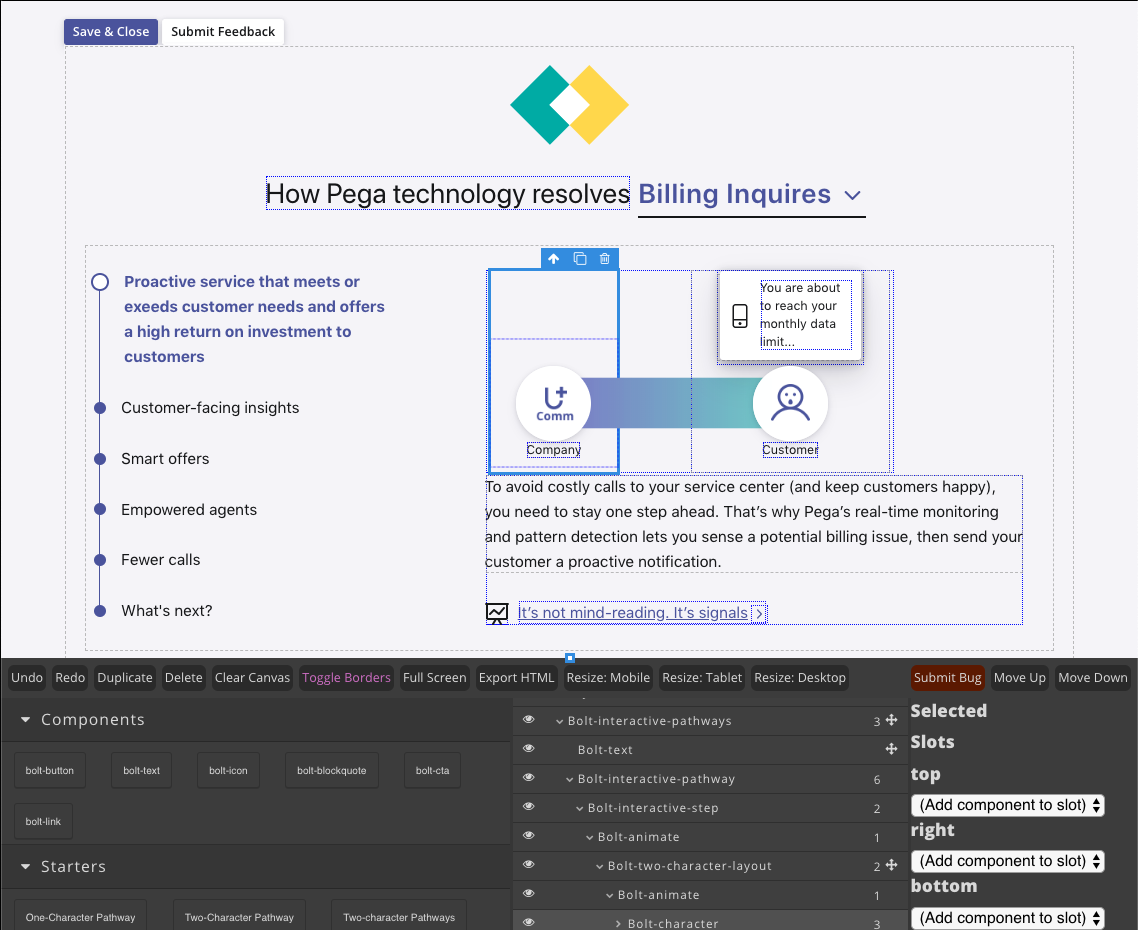 Save & Close Submit Feedback
How Pega technology resolves Billing Inquires
Proactive service that meets or
exeeds customer needs and offers
a high return on investment to
customers
Customer-facing insights
Smart offers
Empowered agents
Fewer calls
What's next?
You are about
to reach your
monthly data
limit...
Comm
Company
Customer
To avoid costly calls to your service center (and keep customers happy),
you need to stay one step ahead. That’s why Pega’s real-time monitoring
and pattern detection lets you sense a potential billing issue, then send your
customer a proactive notification.
It’s not mind-reading. It’s signals
Undo Redo Duplicate Delete Clear Canvas Toggle Borders Full Screen Export HTML Resize: Mobile Resize: Tablet Resize: Desktop Submit Bug Move Up Move Down
Components
bolt-button bolt-text bolt-icon bolt-blockquote bolt-cta
bolt-link
Starters
One-Character Pathway Two-Character Pathway Two-character Pathways
Bolt-interactive-pathways 3
Bolt-text
Bolt-interactive-pathway 6
Bolt-interactive-step 2
Bolt-animate 1
Bolt-two-character-layout 2
Bolt-animate 1
Bolt-character 3
Selected
Slots
top
(Add component to slot)
right
(Add component to slot)
bottom
(Add component to slot)